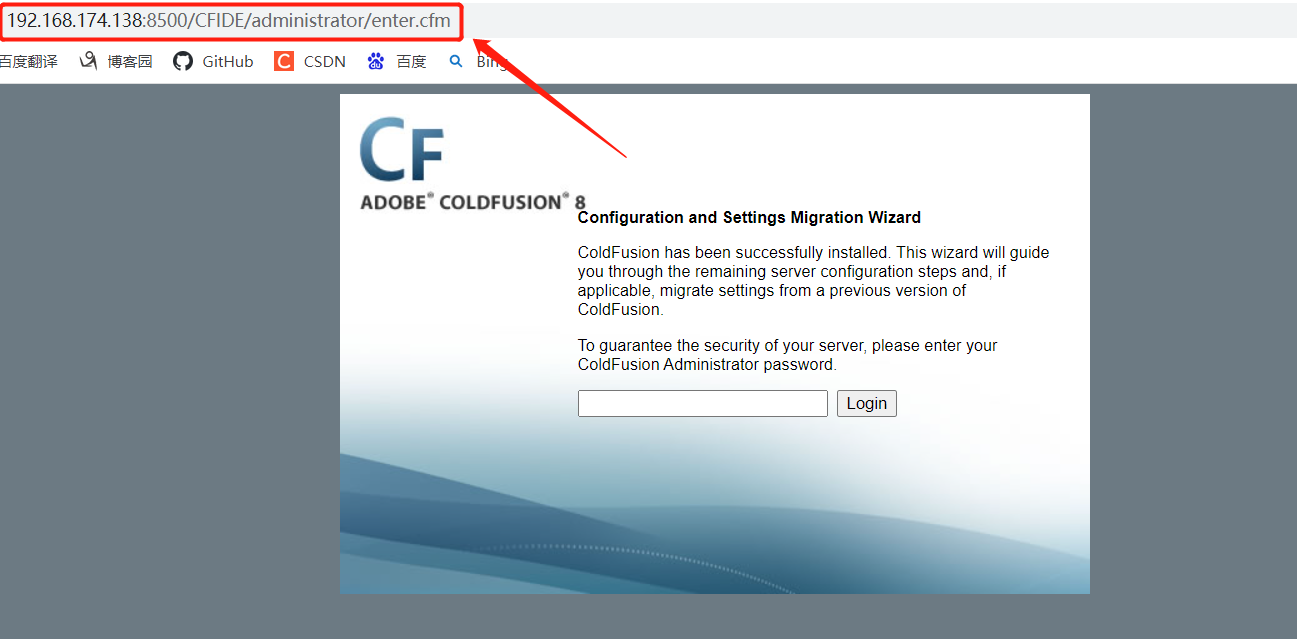 192.168.174.138:8500/CFIDE/administrator/enter.cfm
百度翻译 博客园 GitHub C CSDN du 百度 Bing
CF
ADOBE® COLDFUSION® 8
Configuration and Settings Migration Wizard
ColdFusion has been successfully installed. This wizard will guide
you through the remaining server configuration steps and, if
applicable, migrate settings from a previous version of
ColdFusion.
To guarantee the security of your server, please enter your
ColdFusion Administrator password.
Login